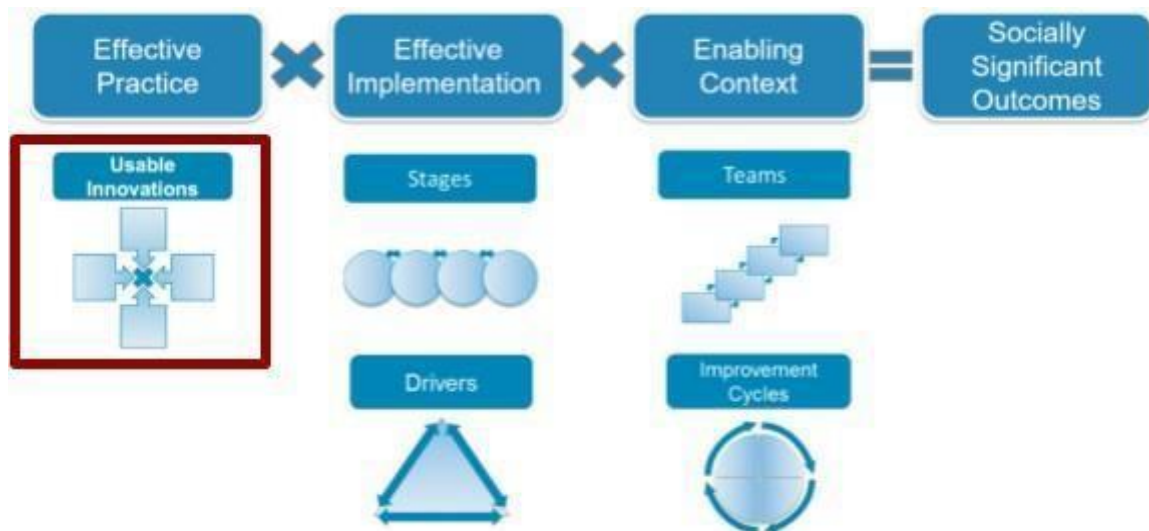 Effective
Practice
Effective
Implementation
Enabling
Context
Socially
Significant
Outcomes
Usable
Innovations
Stages
Teams
Drivers
Improvement
Cycles